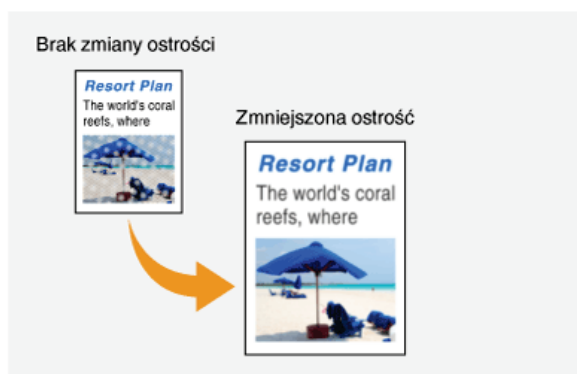 Brak zmiany ostrości
Resort Plan
The world's coral
reefs, where
Zmniejszona ostrość
Resort Plan
The world's coral
reefs, where